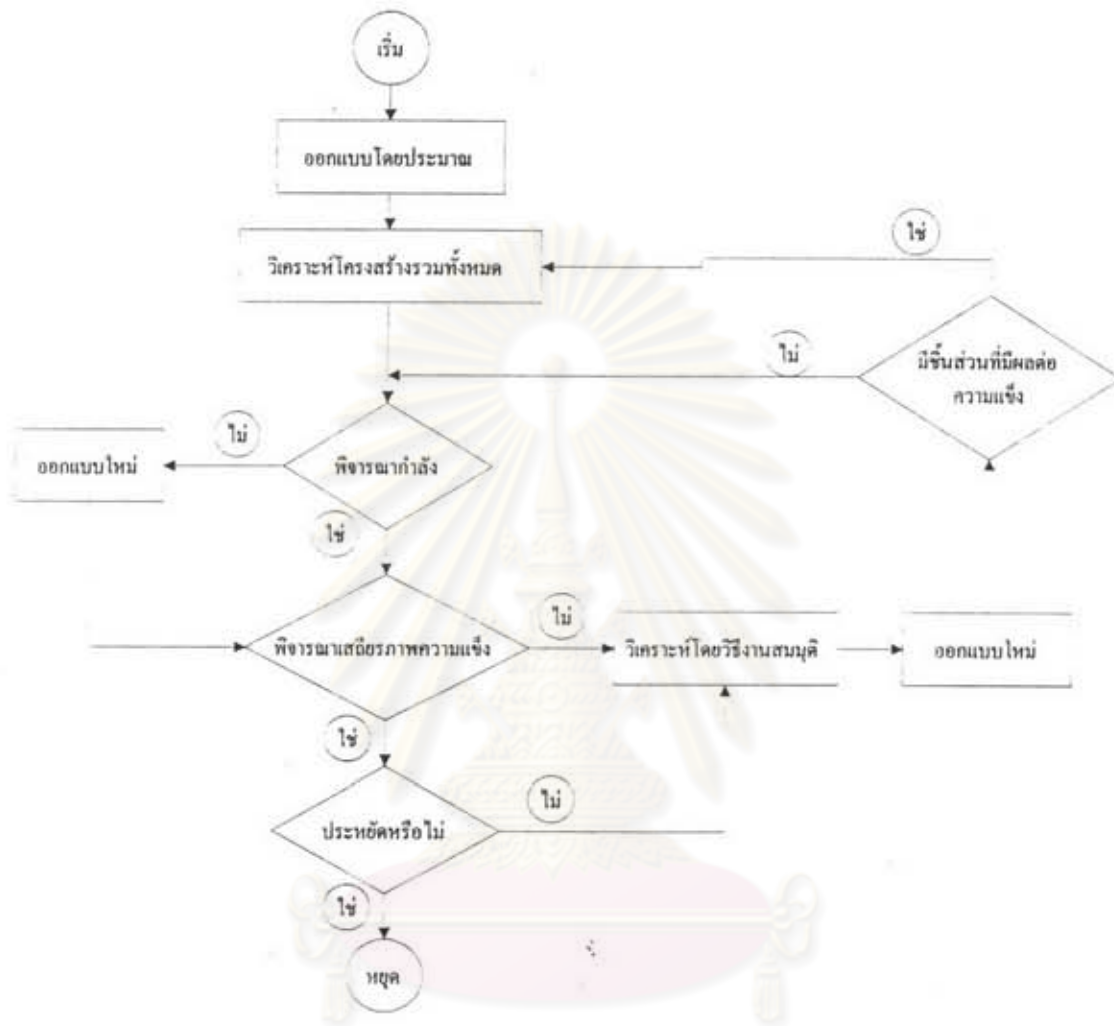 เริ่ม
ออกแบบโดยประมาณ
ใช่
วิเคราะห์โครงสร้างรวมทั้งหมด
ไม่
มีชิ้นส่วนที่มีผลต่อ
ความแข็ง
ไม่
ออกแบบใหม่
พิจารณากำลัง
ใช่
ไม่
พิจารณาเสถียรภาพความแข็ง
วิเคราะห์โดยวิธีงานสมมุติ
ออกแบบใหม่
ใช่
ไม่
ประหยัดหรือไม่
ใช่
หยุด